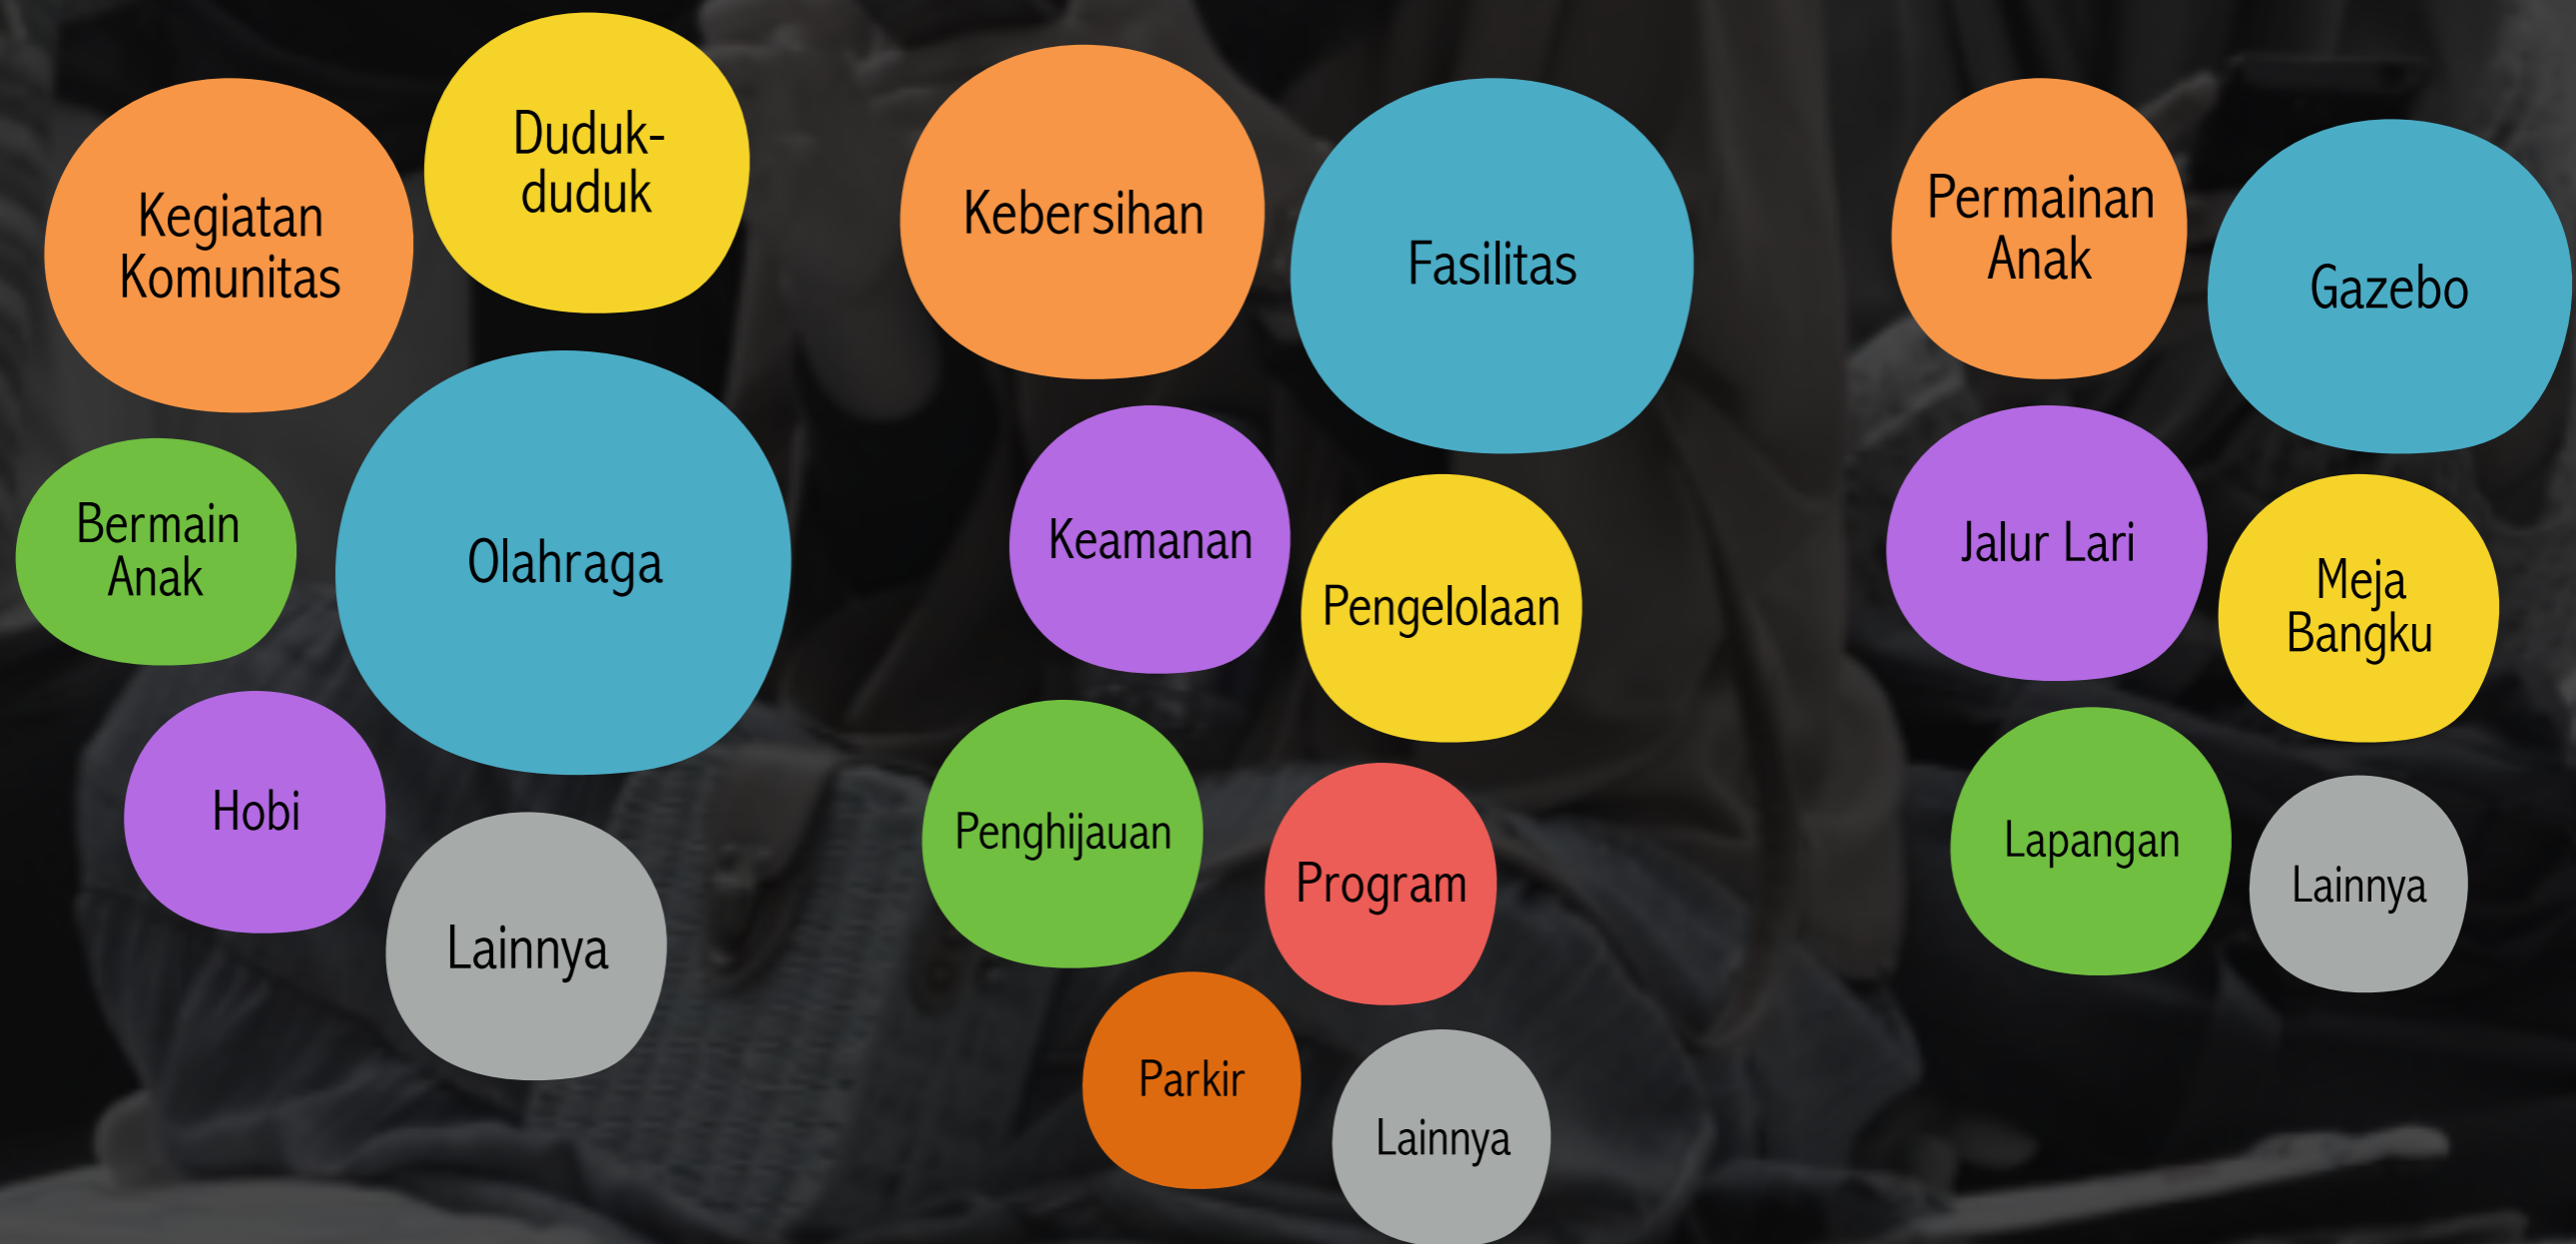 Kegiatan
Komunitas
Duduk-
duduk
Bermain
Anak
Olahraga
Hobi
Lainnya
Kebersihan
Fasilitas
Keamanan
Pengelolaan
Penghijauan
Program
Parkir
Lainnya
Permainan
Anak
Gazebo
Jalur Lari
Meja
Bangku
Lapangan
Lainnya